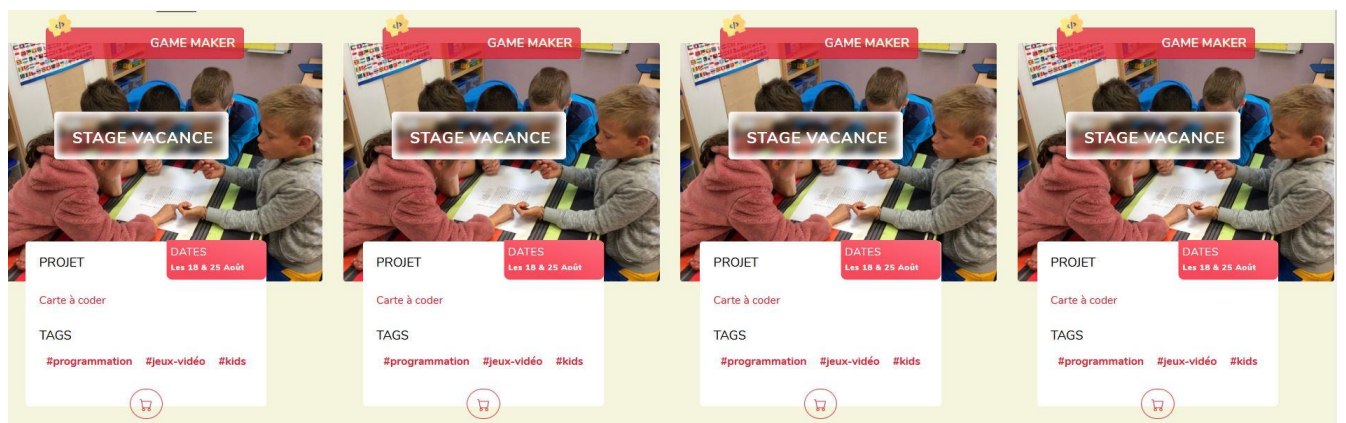 GAME MAKER
STAGE VACANCE
PROJET
DATES
Les 18 & 25 Août
Carte à coder
TAGS
#programmation #jeux-vidéo #kids
GAME MAKER
STAGE VACANCE
PROJET
DATES
Les 18 & 25 Août
Carte à coder
TAGS
#programmation #jeux-vidéo #kids
GAME MAKER
STAGE VACANCE
PROJET
DATES
Les 18 & 25 Août
Carte à coder
TAGS
#programmation #jeux-vidéo #kids
GAME MAKER
STAGE VACANCE
PROJET
DATES
Les 18 & 25 Août
Carte à coder
TAGS
#programmation #jeux-vidéo #kids